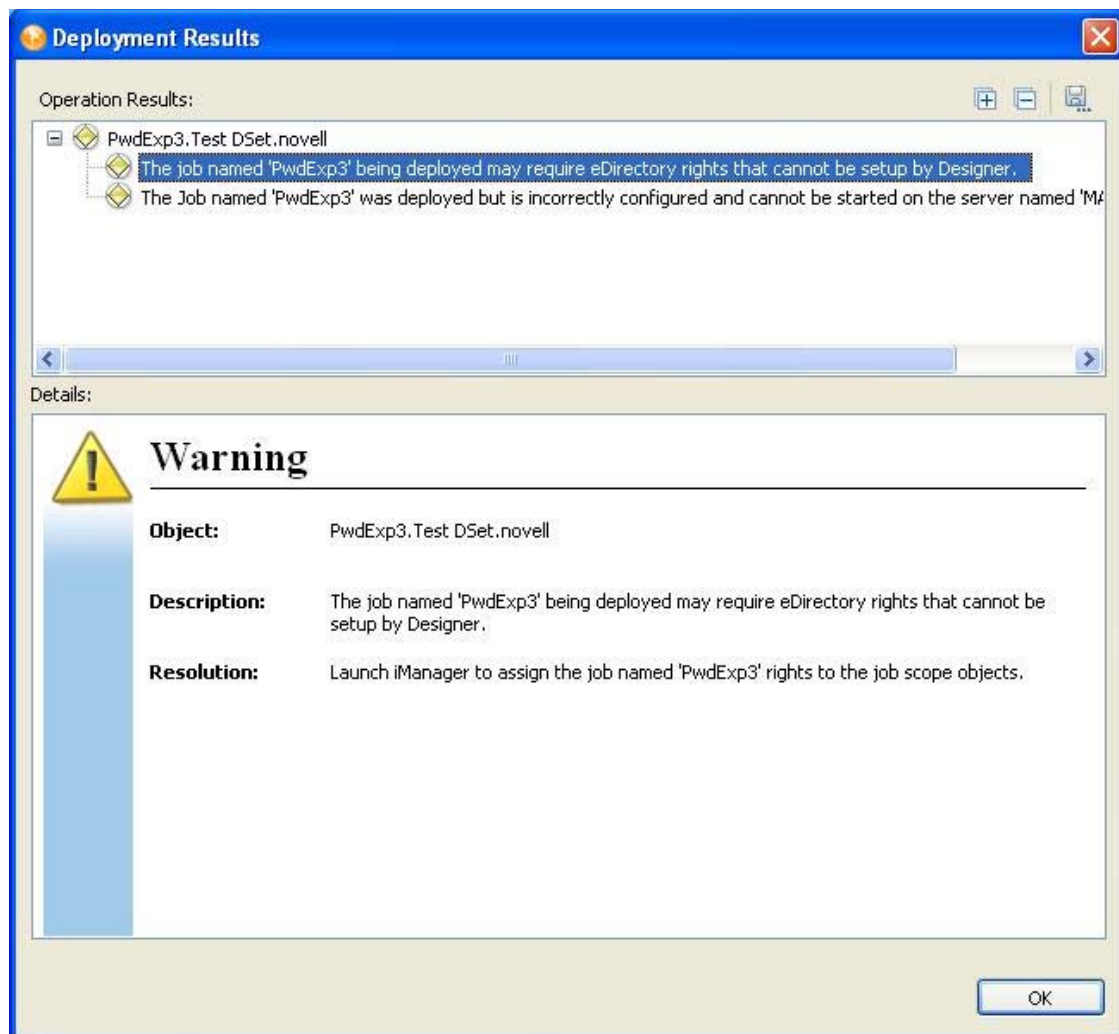 Deployment Results
Operation Results:
PwdExp3.Test DSet.novell
The job named 'PwdExp3' being deployed may require eDirectory rights that cannot be setup by Designer.
The Job named 'PwdExp3' was deployed but is incorrectly configured and cannot be started on the server named 'MA
Details:
Warning
Object: PwdExp3.Test DSet.novell
Description: The job named 'PwdExp3' being deployed may require eDirectory rights that cannot be
setup by Designer.
Resolution: Launch iManager to assign the job named 'PwdExp3' rights to the job scope objects.
OK